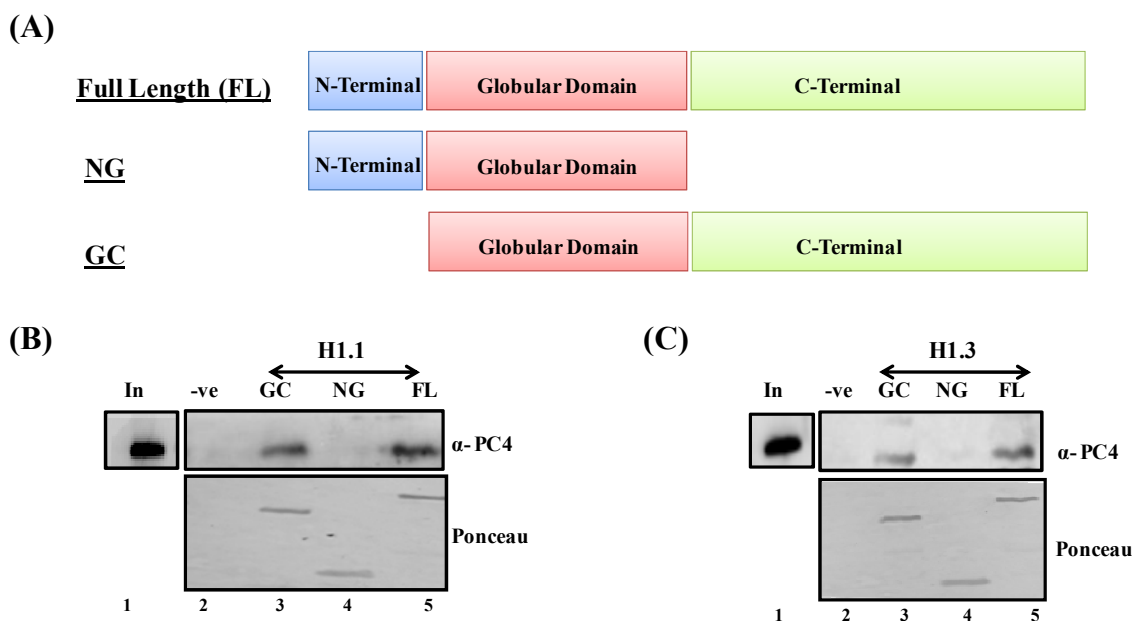 (A)
Full Length (FL) N-Terminal Globular Domain C-Terminal
NG N-Terminal Globular Domain
GC Globular Domain C-Terminal
(B)
H1.1
In -ve GC NG FL
α- PC4
Ponceau
1 2 3 4 5
(C)
H1.3
In -ve GC NG FL
α- PC4
Ponceau
1 2 3 4 5